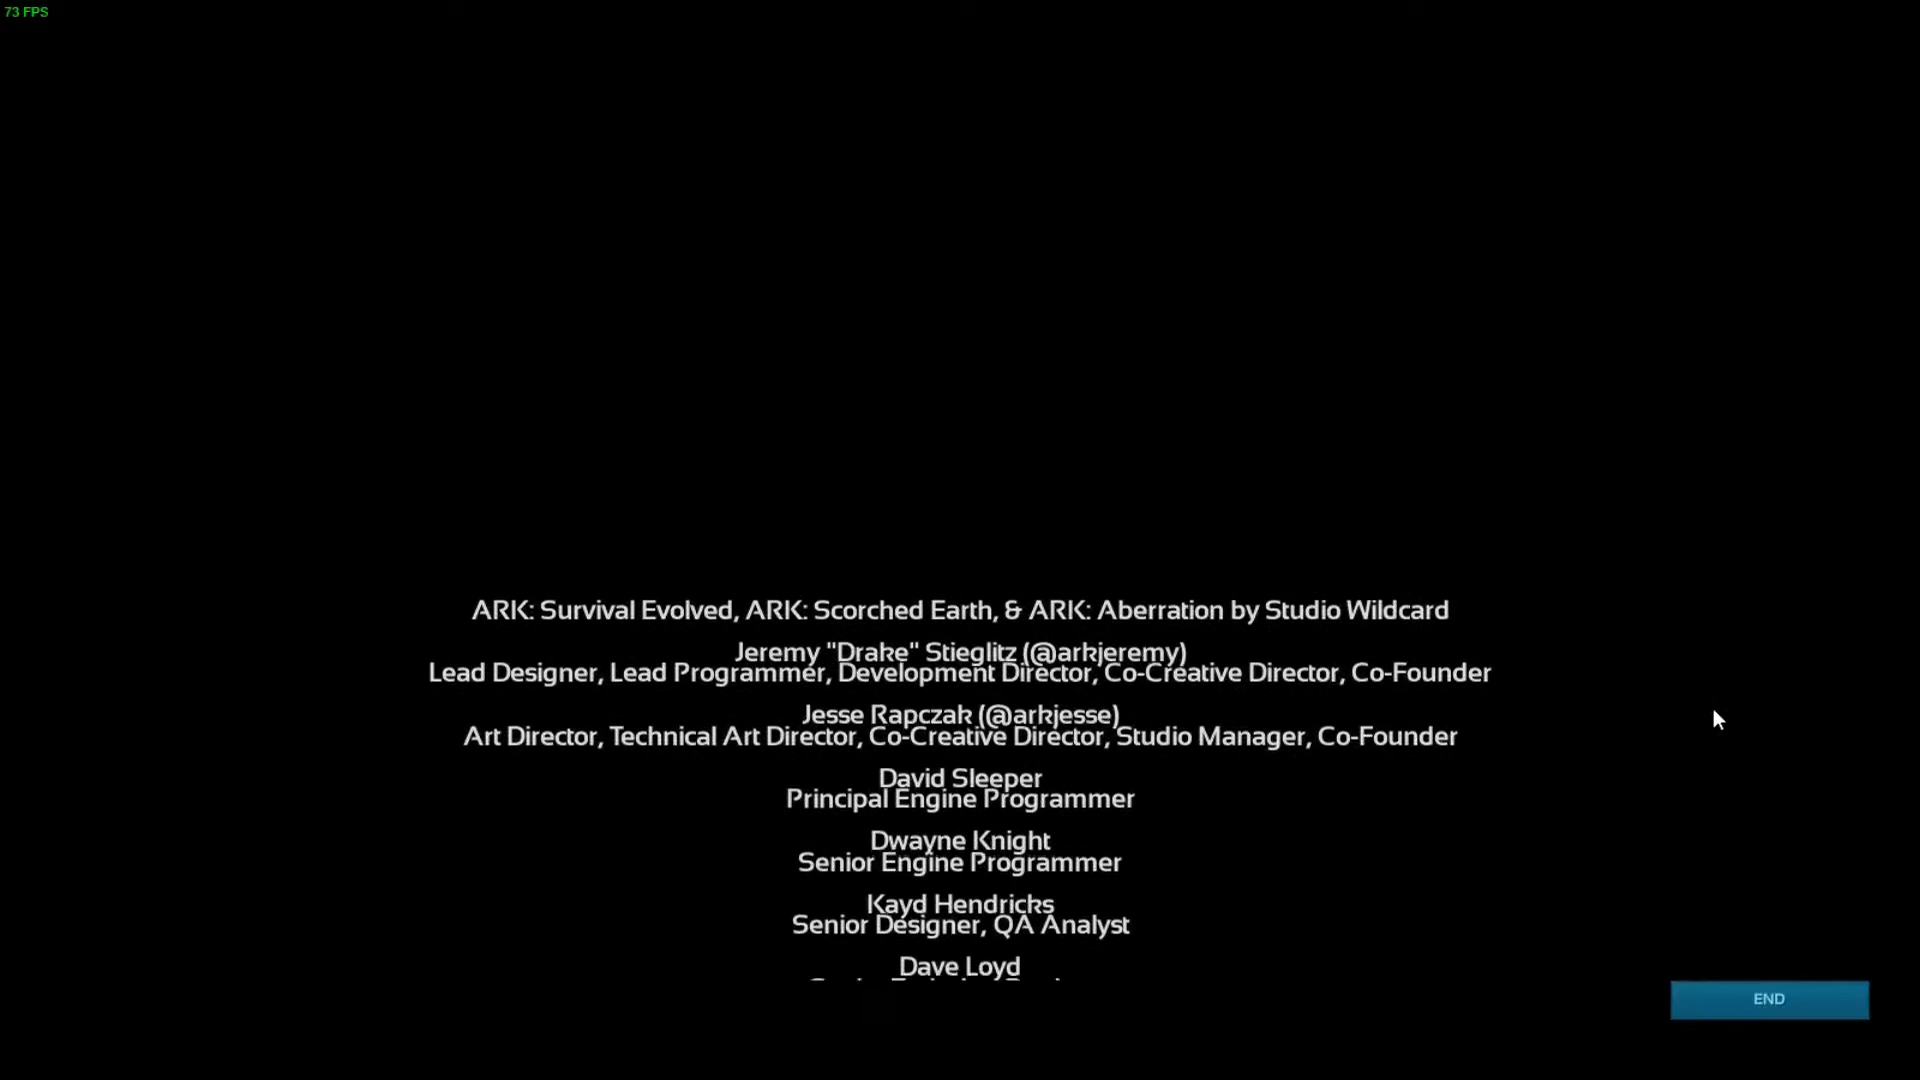 73 FPS
ARK: Survival Evolved, ARK: Scorched Earth, & ARK: Aberration by Studio Wildcard
Jeremy "Drake" Stieglitz (@arkjeremy)
Lead Designer, Lead Programmer, Development Director, Co-Creative Director, Co-Founder
Jesse Rapczak (@arkjesse)
Art Director, Technical Art Director, Co-Creative Director, Studio Manager, Co-Founder
David Sleeper
Principal Engine Programmer
Dwayne Knight
Senior Engine Programmer
Kayd Hendricks
Senior Designer, QA Analyst
Dave Loyd
END